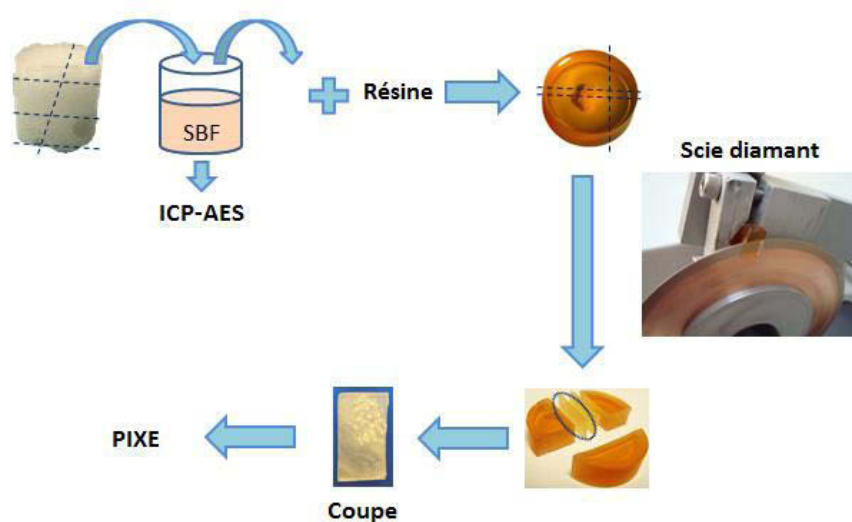 SBF
Résine
ICP-AES
Scie diamant
PIXE
Coupe